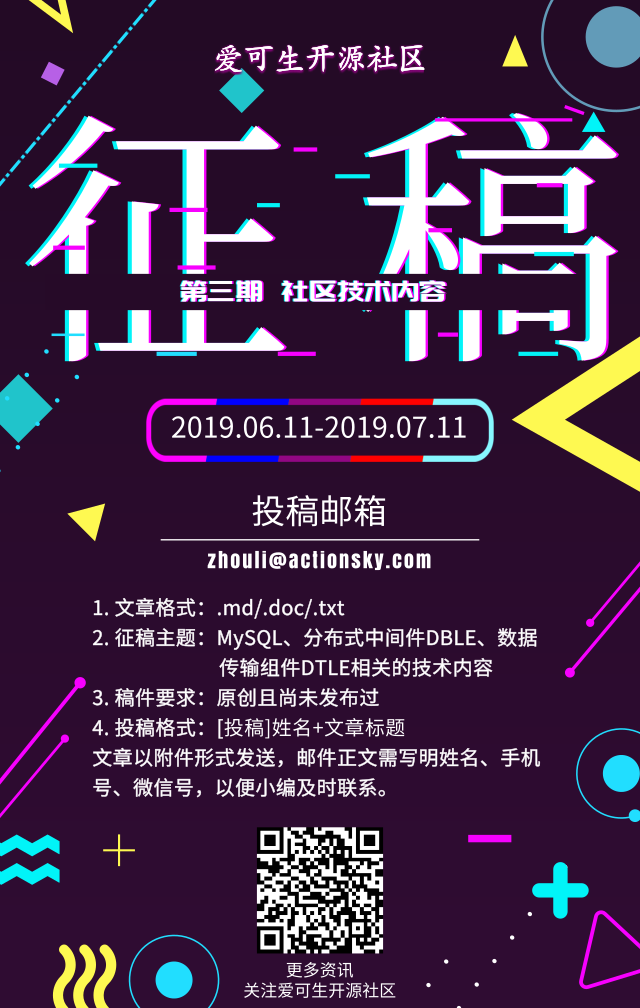 爱可生开源社区
征稿
第三期 社区技术内容
2019.06.11-2019.07.11
投稿邮箱
zhouli@actionsky.com
1. 文章格式：.md/.doc/.txt
2. 征稿主题：MySQL、分布式中间件DBLE、数据
传输组件DTLE相关的技术内容
3. 稿件要求：原创且尚未发布过
4. 投稿格式：[投稿]姓名+文章标题
文章以附件形式发送，邮件正文需写明姓名、手机
号、微信号，以便小编及时联系。
更多资讯
关注爱可生开源社区